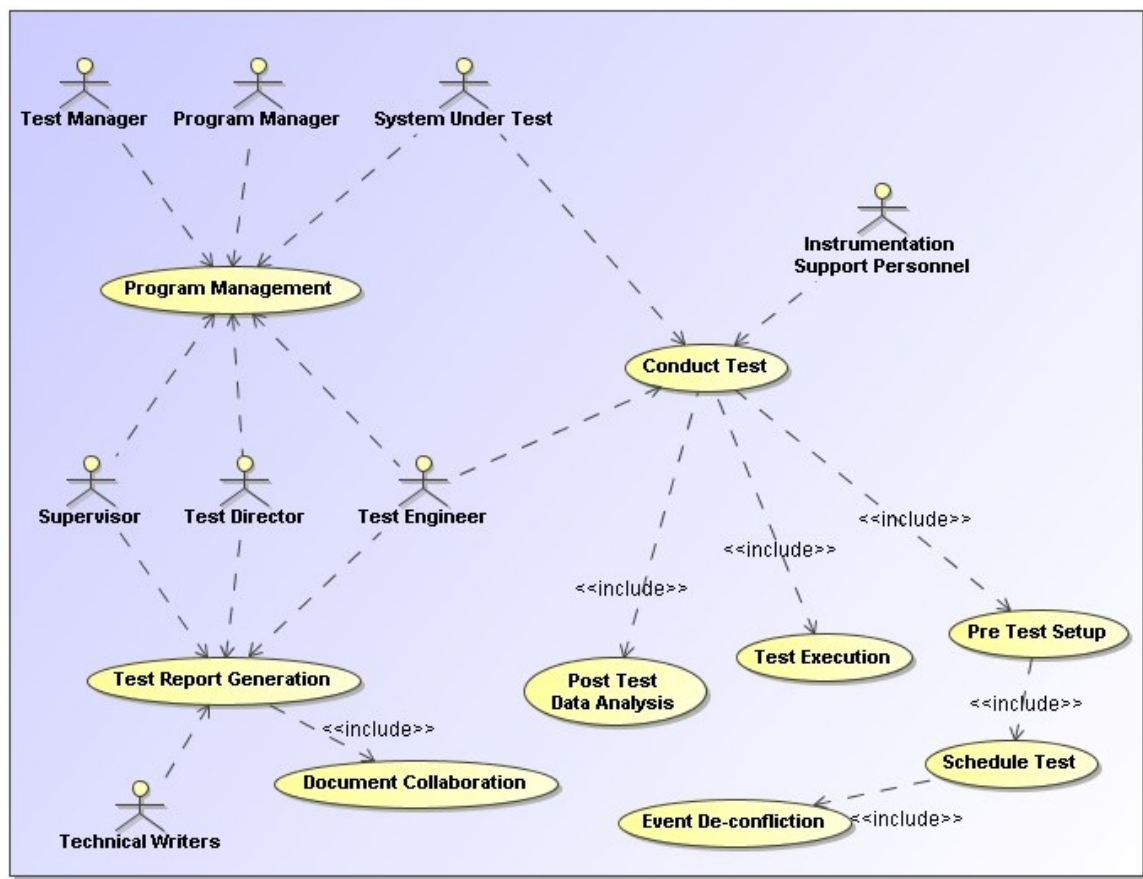 Test Manager
Program Manager
System Under Test
Instrumentation
Support Personnel
Program Management
Conduct Test
Supervisor
Test Director
Test Engineer
<<include>>
<<include>>
<<include>>
Pre Test Setup
Test Execution
Test Report Generation
Post Test
Data Analysis
<<include>>
<<include>>
Schedule Test
Document Collaboration
Event De-confliction
<<include>>
Technical Writers